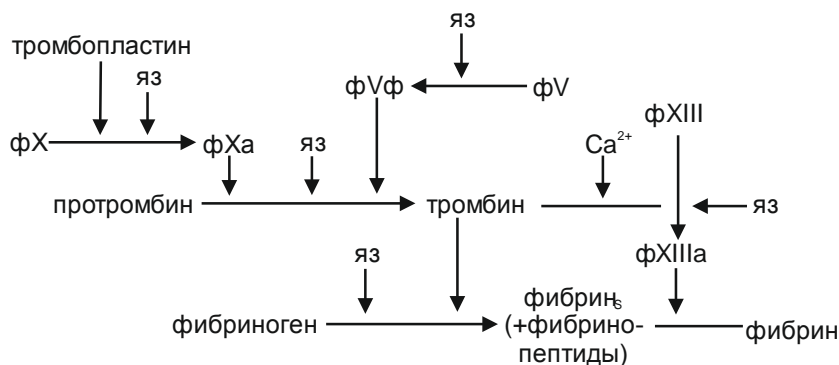 яз
тромбопластин
яз
фVф
фV
фXIII
фX
фXa
яз
Ca²⁺
протромбин
тромбин
яз
яз
фXIIIa
фибриноген
фибринs
(+фибрино-
пептиды)
фибрин